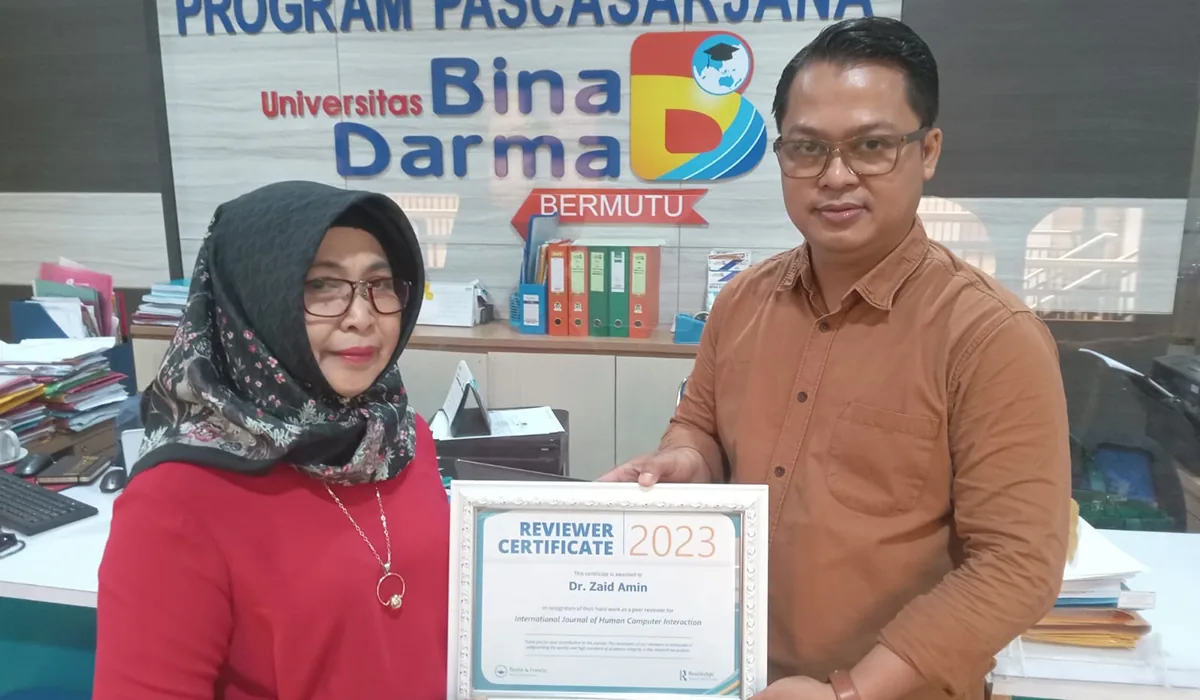 PROGRAM PASCASARJANA
Universitas Bina
Darma
BERMUTU
REVIEWER
CERTIFICATE
2023
This certificate is awarded to
Dr. Zaid Amin
in recognition of their hard work as a peer reviewer for
International Journal of Human Computer Interaction
Taylor & Francis
Routledge